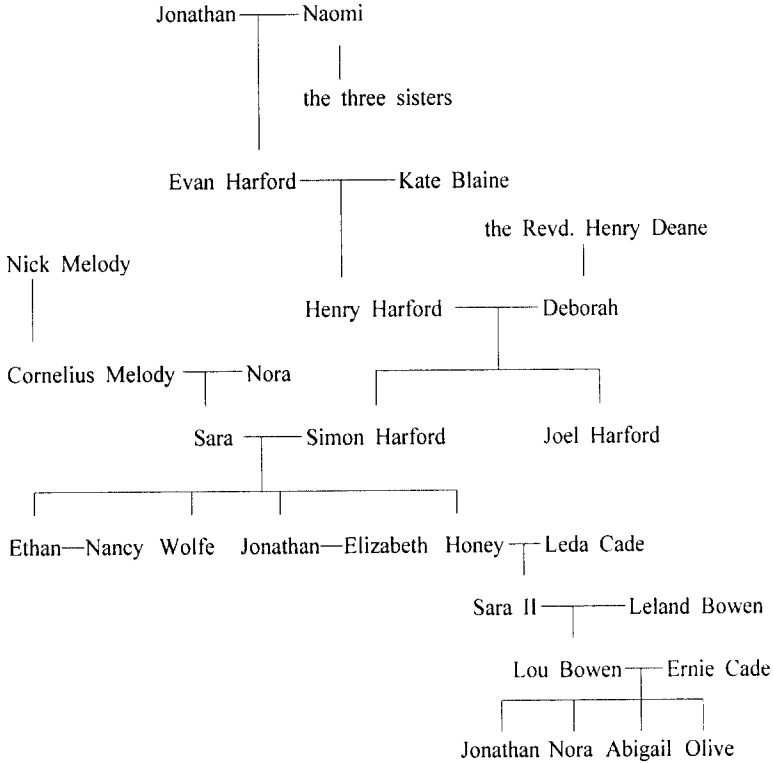 Jonathan Naomi
the three sisters
Evan Harford Kate Blaine
the Revd. Henry Deane
Nick Melody
Henry Harford Deborah
Cornelius Melody Nora
Sara Simon Harford Joel Harford
Ethan Nancy Wolfe Jonathan Elizabeth Honey Leda Cade
Sara II Leland Bowen
Lou Bowen Ernie Cade
Jonathan Nora Abigail Olive